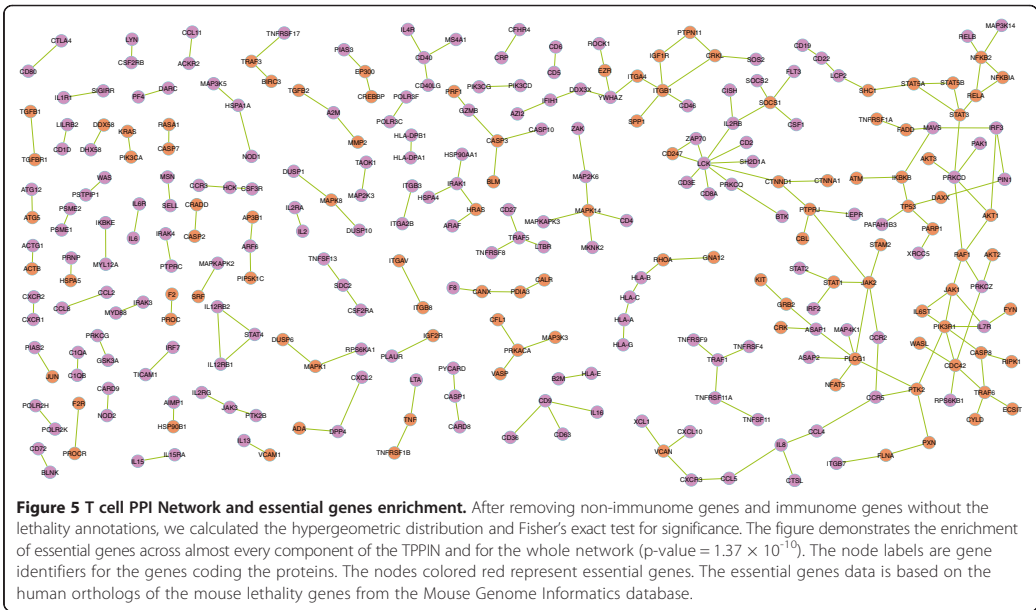 CTLA4
CD80
LYN
CSF2RB
CCL11
ACKR2
TNFRSF17
TRAF3
BIRC3
PIAS3
EP300
CREBBP
IL4R
MS4A1
CD40
CD40LG
CFHR4
CRP
CD6
CD5
ROCK1
EZR
DDX3X
YWHAZ
IFIH1
AZI2
PTPN11
IGF1R
CRKL
ITGA4
ITGB1
SOS2
SPP1
CD46
CD19
CD22
LCP2
SHC1
RELB
MAP3K14
NFKB2
NFKBIA
RELA
STAT5A
STAT5B
STAT3
TGFB1
TGFBR1
IL1R1
SIGIRR
PF4
DARC
MAP3K5
HSPA1A
NOD1
TGFB2
A2M
MMP2
POLR3F
POLR3C
PRF1
GZMB
PIK3CG
PIK3CD
CASP10
CASP3
BLM
SOCS2
FLT3
SOCS1
CSF1
CISH
IL2RB
TNFRSF1A
FADD
MAVS
IRF3
LILRB2
CD1D
DDX58
DHX58
KRAS
PIK3CA
RASA1
CASP7
HLA-DPB1
HLA-DPA1
TAOK1
MAP2K3
ZAK
MAP2K6
MAPK14
MAPKAPK3
MKNK2
CD4
ZAP70
CD247
LCK
CD2
SH2D1A
CD3E
CD8A
PRKCQ
BTK
CTNND1
CTNNA1
ATM
IKBKB
AKT3
PRKCD
PAK1
PIN1
TP53
DAXX
PAFAH1B3
PARP1
XRCC5
AKT1
ATG12
ATG5
WAS
PSTPIP1
PSME2
PSME1
MSN
SELL
CCR3
HCK
CSF3R
DUSP1
MAPK8
DUSP10
ITGB3
ITGA2B
HSP90AA1
IRAK1
HSPA4
HRAS
ARAF
CD27
TRAF5
TNFRSF8
LTBR
PTPRJ
LEPR
CBL
IL6R
IL6
CRADD
CASP2
IL2RA
IL2
IKBKE
MYL12A
IRAK4
PTPRC
AP3B1
ARF6
PIP5K1C
ACTG1
ACTB
PRNP
HSPA5
MAPKAPK2
SRF
TNFSF13
SDC2
CSF2RA
ITGAV
ITGB8
F8
CANX
PDIA3
CALR
RHOA
GNA12
HLA-B
HLA-C
HLA-A
HLA-G
STAM2
STAT2
STAT1
IRF2
JAK2
RAF1
AKT2
PRKCZ
KIT
GRB2
CRK
ASAP1
MAP4K1
ASAP2
PLCG1
NFAT5
CCR2
CCR5
JAK1
IL6ST
PIK3R1
IL7R
FYN
WASL
CASP8
RIPK1
CDC42
RPS6KB1
TRAF6
ECSIT
CYLD
PTK2
PXN
FLNA
ITGB7
CXCR2
CXCR1
CCL2
CCL8
IRAK3
MYD88
F2
PROC
IL12RB2
STAT4
IL12RB1
DUSP6
RPS6KA1
MAPK1
PLAUR
IGF2R
CFL1
MAP3K3
PRKACA
VASP
TNFRSF9
TNFRSF4
TRAF1
TNFRSF11A
TNFSF11
PIAS2
JUN
C1QA
C1QB
PRKCG
GSK3A
IRF7
TICAM1
CARD9
NOD2
POLR2H
POLR2K
F2R
PROCR
AIMP1
HSP90B1
IL2RG
JAK3
PTK2B
CXCL2
ADA
DPP4
LTA
TNF
TNFRSF1B
PYCARD
CASP1
CARD8
B2M
HLA-E
CD9
IL16
CD36
CD63
XCL1
CXCL10
VCAN
CXCR3
CCL5
IL8
CCL4
CTSL
CD72
BLNK
IL15
IL15RA
IL13
VCAM1
Figure 5 T cell PPI Network and essential genes enrichment. After removing non-immunome genes and immunome genes without the
lethality annotations, we calculated the hypergeometric distribution and Fisher's exact test for significance. The figure demonstrates the enrichment
of essential genes across almost every component of the TPPIN and for the whole network (p-value = 1.37 × 10⁻¹⁰). The node labels are gene
identifiers for the genes coding the proteins. The nodes colored red represent essential genes. The essential genes data is based on the
human orthologs of the mouse lethality genes from the Mouse Genome Informatics database.